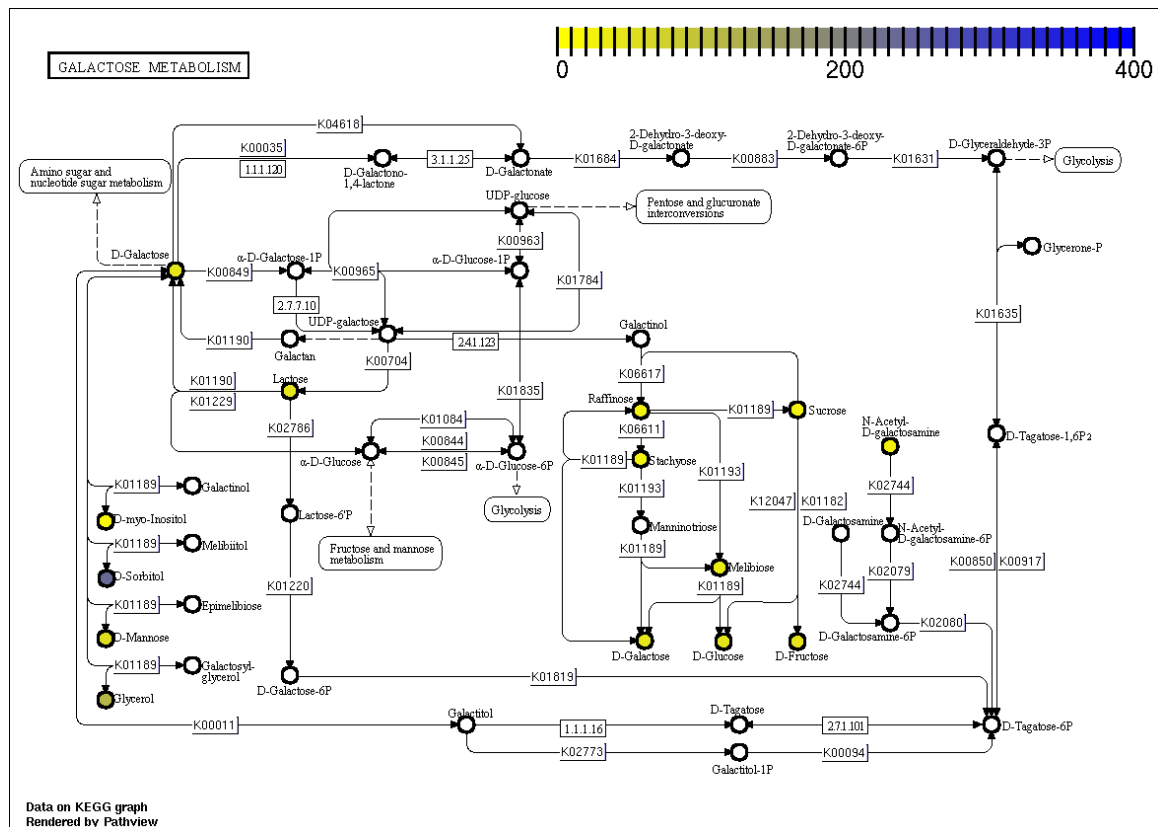 0 200 400
GALACTOSE METABOLISM
K04618
K00035
1.1.1.120
3.1.1.25
D-Galactono-
1,4-lactone
D-Galactonate
K01684
2-Dehydro-3-deoxy-
D-galactonate
K00883
2-Dehydro-3-deoxy-
D-galactonate-6P
K01631
D-Glyceraldehyde-3P
Glycolysis
Amino sugar and
nucleotide sugar metabolism
UDP-glucose
Pentose and glucuronate
interconversions
K00963
Glycerone-P
D-Galactose
K00849
α-D-Galactose-1P
K00965
α-D-Glucose-1P
K01784
2.7.7.10
UDP-galactose
K01635
K01190
Galactan
2.4.1.123
Galactinol
K00704
K01190
K01229
Lactose
K01835
K06617
Raffinose
K01189
Sucrose
K02786
K01084
K00844
K00845
α-D-Glucose
α-D-Glucose-6P
K06611
K01189
Stachyose
K01193
K01193
N-Acetyl-
D-galactosamine
D-Tagatose-1,6P2
K02744
K01189
Galactinol
D-myo-Inositol
Lactose-6'P
Glycolysis
K12047
K01182
D-Galactosamine
Manninotriose
N-Acetyl-
D-galactosamine-6P
K01189
Melibiitol
D-Sorbitol
Fructose and mannose
metabolism
K01189
Melibiose
K00850
K00917
K02744
K02079
K01220
K01189
K01189
Epimelibiose
D-Mannose
D-Galactose
D-Glucose
D-Fructose
D-Galactosamine-6P
K02080
K01189
Galactosyl-
glycerol
Glycerol
D-Galactose-6P
K01819
K00011
Galactitol
1.1.1.16
D-Tagatose
2.7.1.101
D-Tagatose-6P
K02773
Galactitol-1P
K00094
Data on KEGG graph
Rendered by Pathview